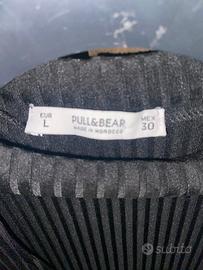 EUR
L
PULL&BEAR
MADE IN MOROCCO
MEX
30
subito